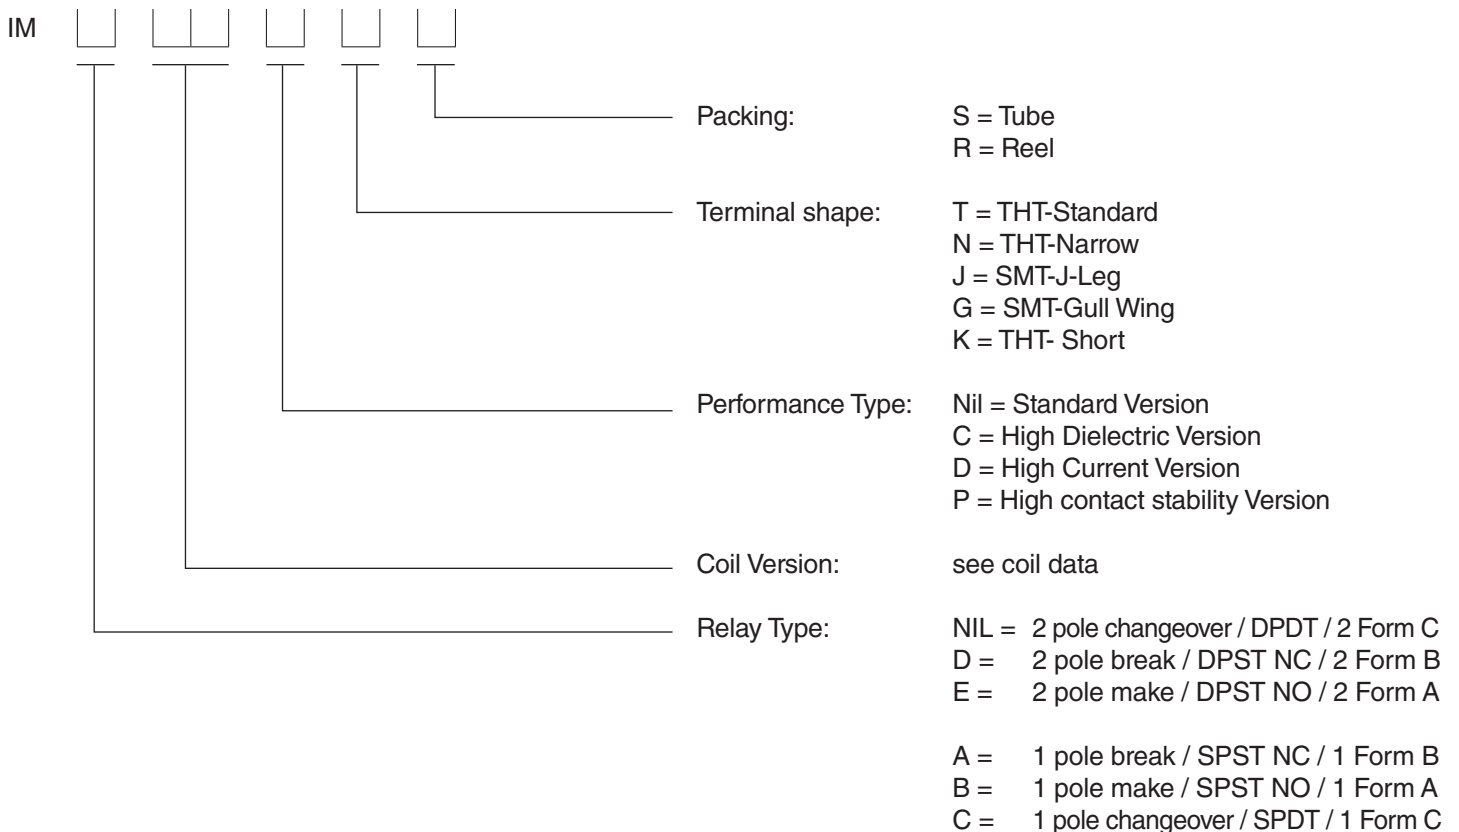 IM
Packing: S = Tube
R = Reel
Terminal shape: T = THT-Standard
N = THT-Narrow
J = SMT-J-Leg
G = SMT-Gull Wing
K = THT- Short
Performance Type: Nil = Standard Version
C = High Dielectric Version
D = High Current Version
P = High contact stability Version
Coil Version: see coil data
Relay Type: NIL = 2 pole changeover / DPDT / 2 Form C
D = 2 pole break / DPST NC / 2 Form B
E = 2 pole make / DPST NO / 2 Form A
A = 1 pole break / SPST NC / 1 Form B
B = 1 pole make / SPST NO / 1 Form A
C = 1 pole changeover / SPDT / 1 Form C